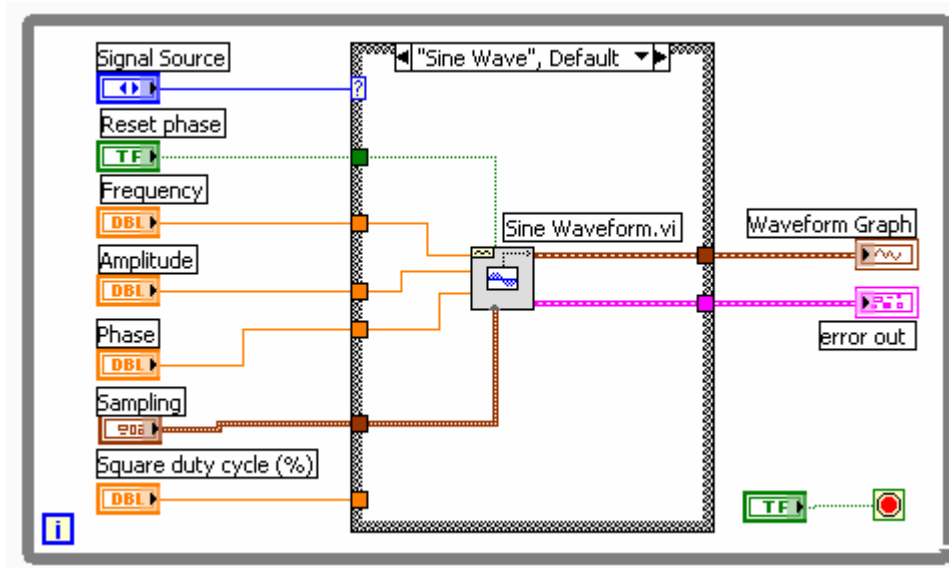 Signal Source
"Sine Wave", Default
?
Reset phase
TF
Frequency
DBL
Sine Waveform.vi
Waveform Graph
Amplitude
DBL
Phase
DBL
error out
Sampling
Square duty cycle (%)
DBL
TF
i